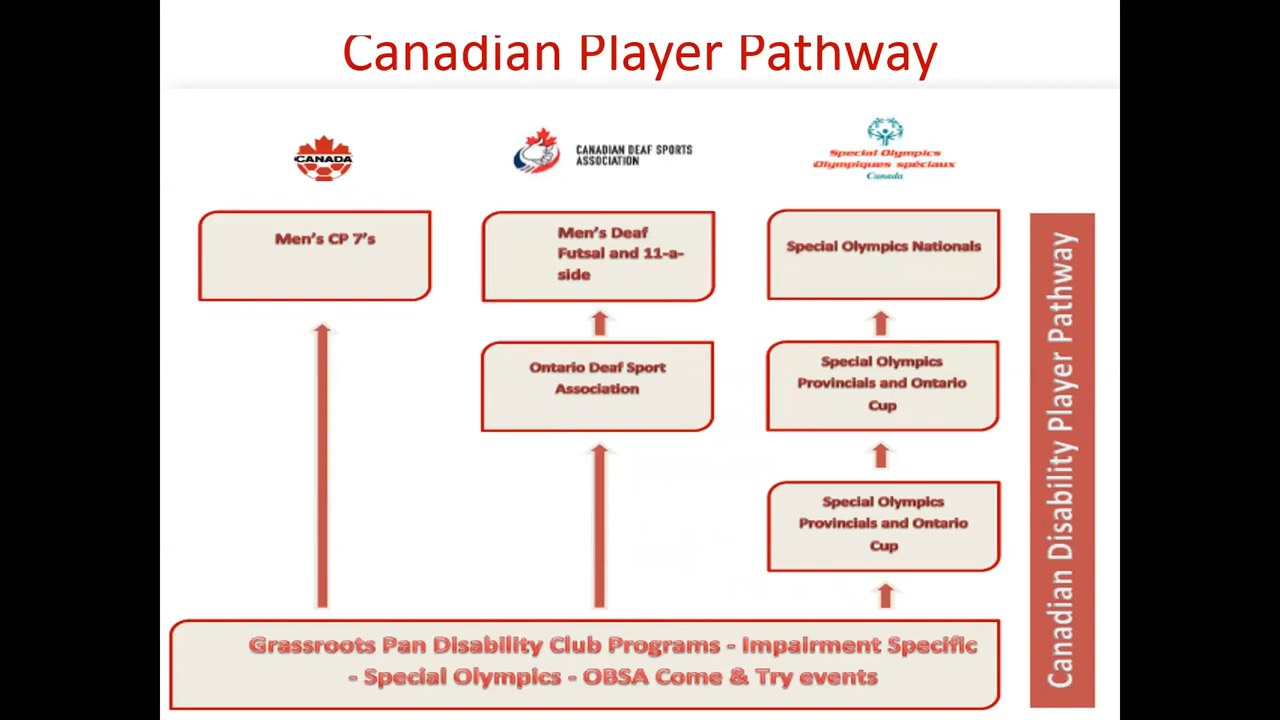 Canadian Player Pathway
CANADA
CANADIAN DEAF SPORTS
ASSOCIATION
Special Olympics
Olympiques spéciaux
Canada
Men's CP 7's
Men's Deaf
Futsal and 11-a-
side
Special Olympics Nationals
Ontario Deaf Sport
Association
Special Olympics
Provincials and Ontario
Cup
Special Olympics
Provincials and Ontario
Cup
Grassroots Pan Disability Club Programs - Impairment Specific
- Special Olympics - OBSA Come & Try events
Canadian Disability Player Pathway